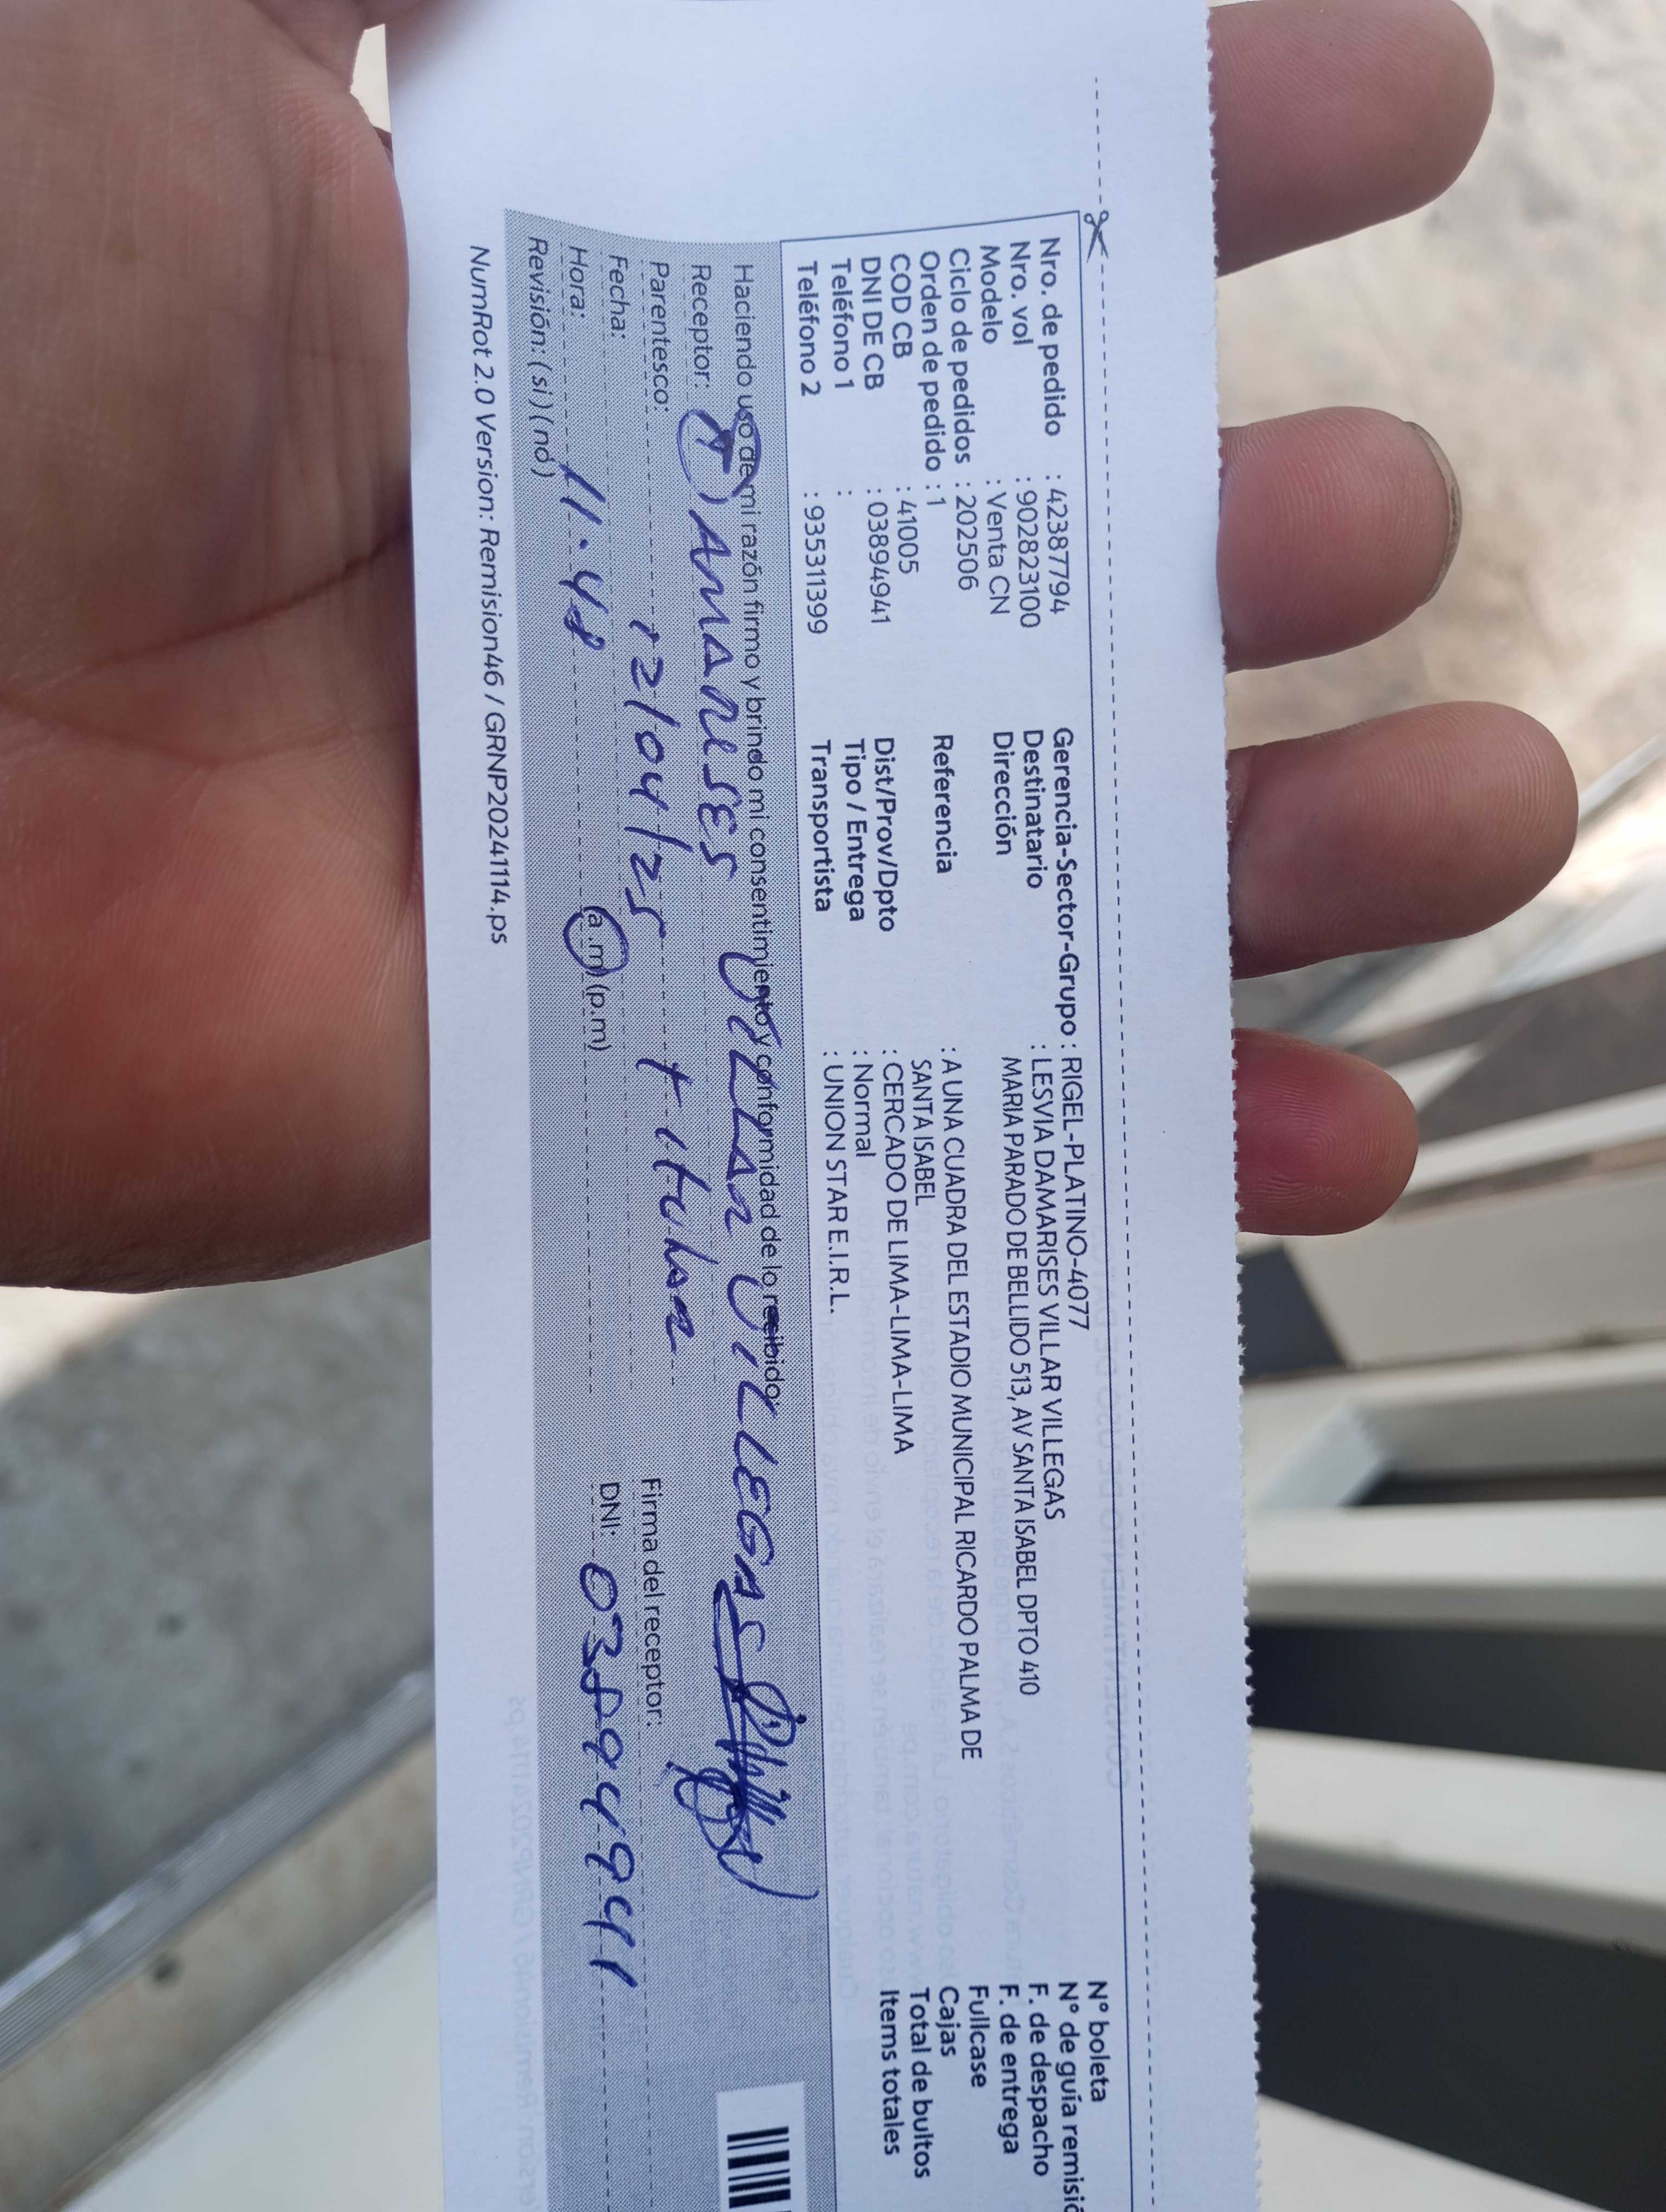 Nro. de pedido : 42387794
Nro. vol : 902823100
Modelo : Venta CN
Ciclo de pedidos : 202506
Orden de pedido : 1
COD CB : 41005
DNI DE CB : 03894941
Teléfono 1 :
Teléfono 2 : 935311399
Gerencia-Sector-Grupo : RIGEL-PLATINO-4077
Destinatario : LESVIA DAMARISES VILLAR VILLEGAS
Dirección MARIA PARADO DE BELLIDO 513, AV SANTA ISABEL DPTO 410
Referencia : A UNA CUADRA DEL ESTADIO MUNICIPAL RICARDO PALMA DE
SANTA ISABEL
Dist/Prov/Dpto : CERCADO DE LIMA-LIMA-LIMA
Tipo / Entrega : Normal
Transportista : UNION STAR E.I.R.L.
N° boleta
N° de guía remisió
F. de despacho
F. de entrega
Fullcase
Cajas
Total de bultos
Items totales
Haciendo uso de mi razón firmo y brindo mi consentimiento y conformidad de lo recibido:
Receptor: DAMARISES VILLAR VILLEGAS
Parentesco: titular
Firma del receptor:
Fecha: 12/04/25
DNI: 03894941
Hora: 11.48 (a.m) (p.m)
Revisión: (si) (no)
NumRot 2.0 Version: Remision46 / GRNP20241114.ps